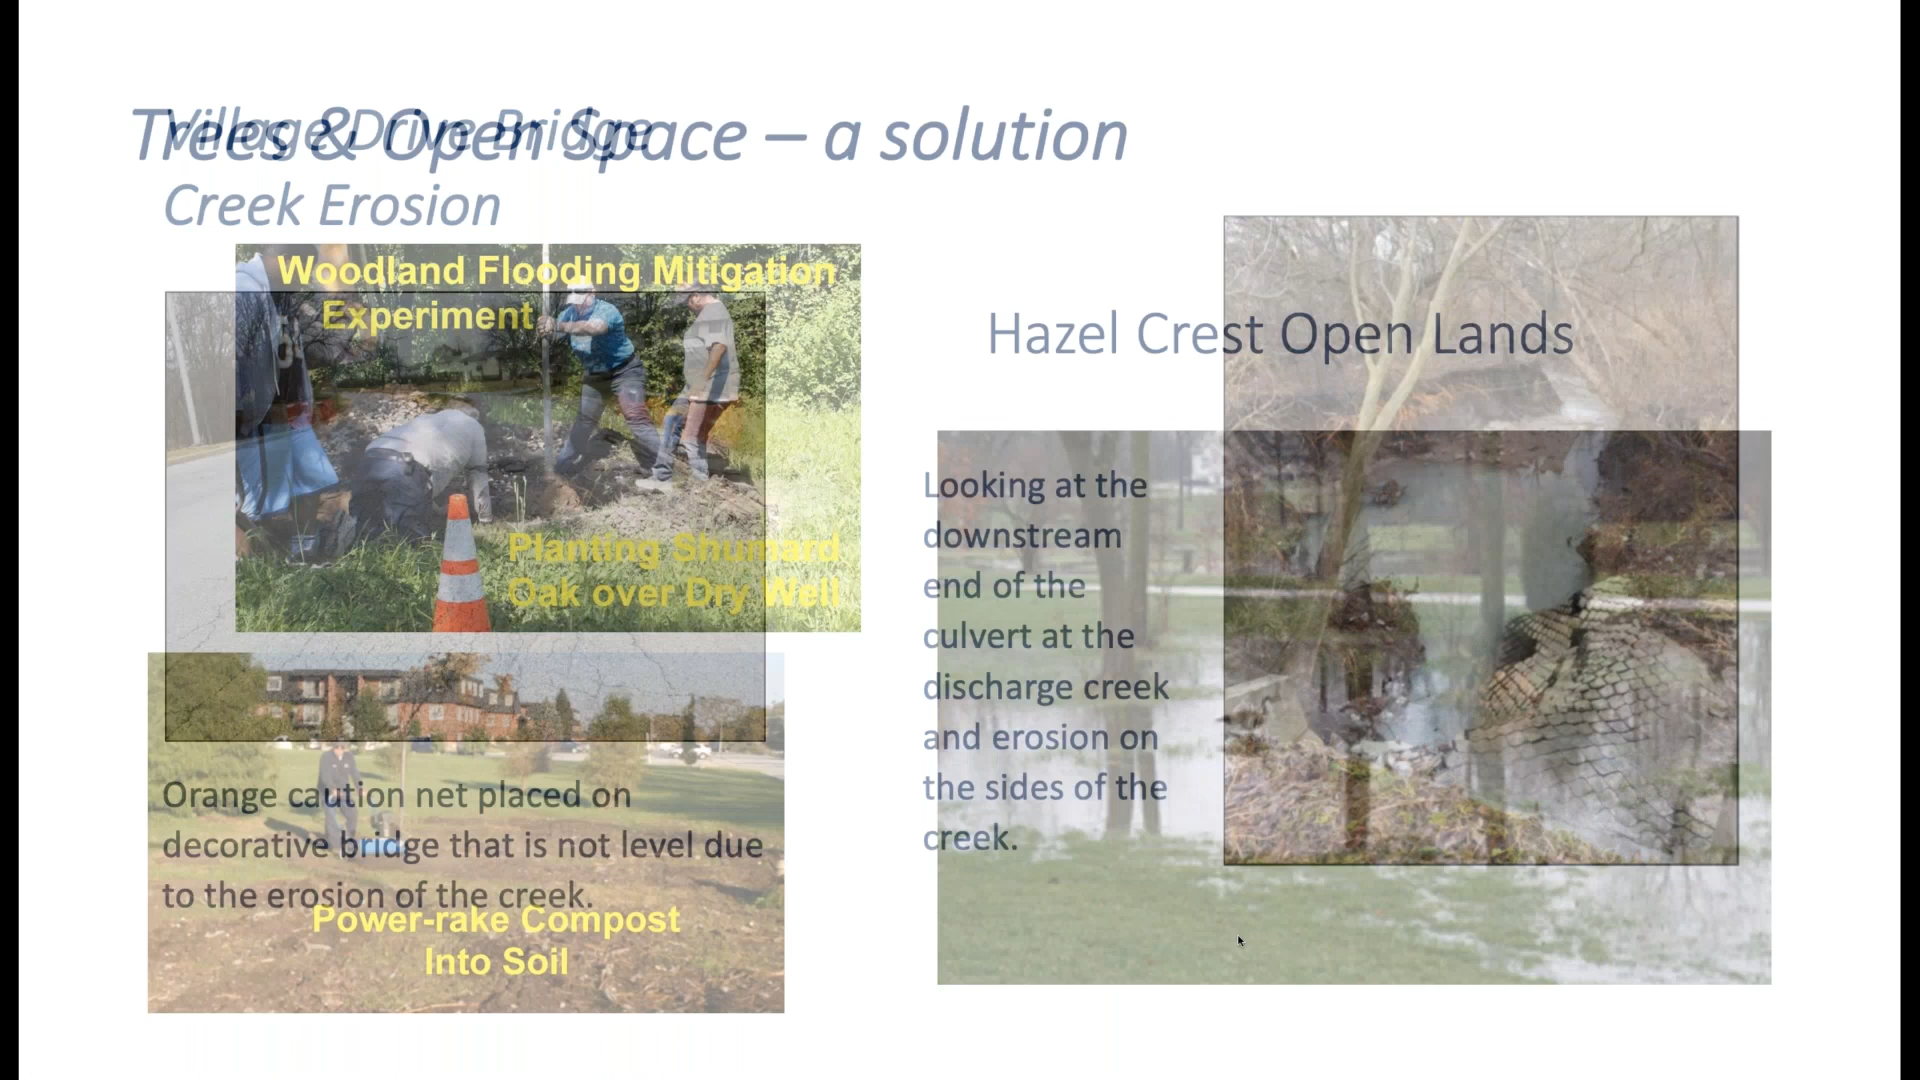 Trees & Open Space – a solution
Village Drive Bridge
Creek Erosion
Woodland Flooding Mitigation
Experiment
Planting Shumard
Oak over Dry Well
Hazel Crest Open Lands
Looking at the
downstream
end of the
culvert at the
discharge creek
and erosion on
the sides of the
creek.
Orange caution net placed on
decorative bridge that is not level due
to the erosion of the creek.
Power-rake Compost
Into Soil